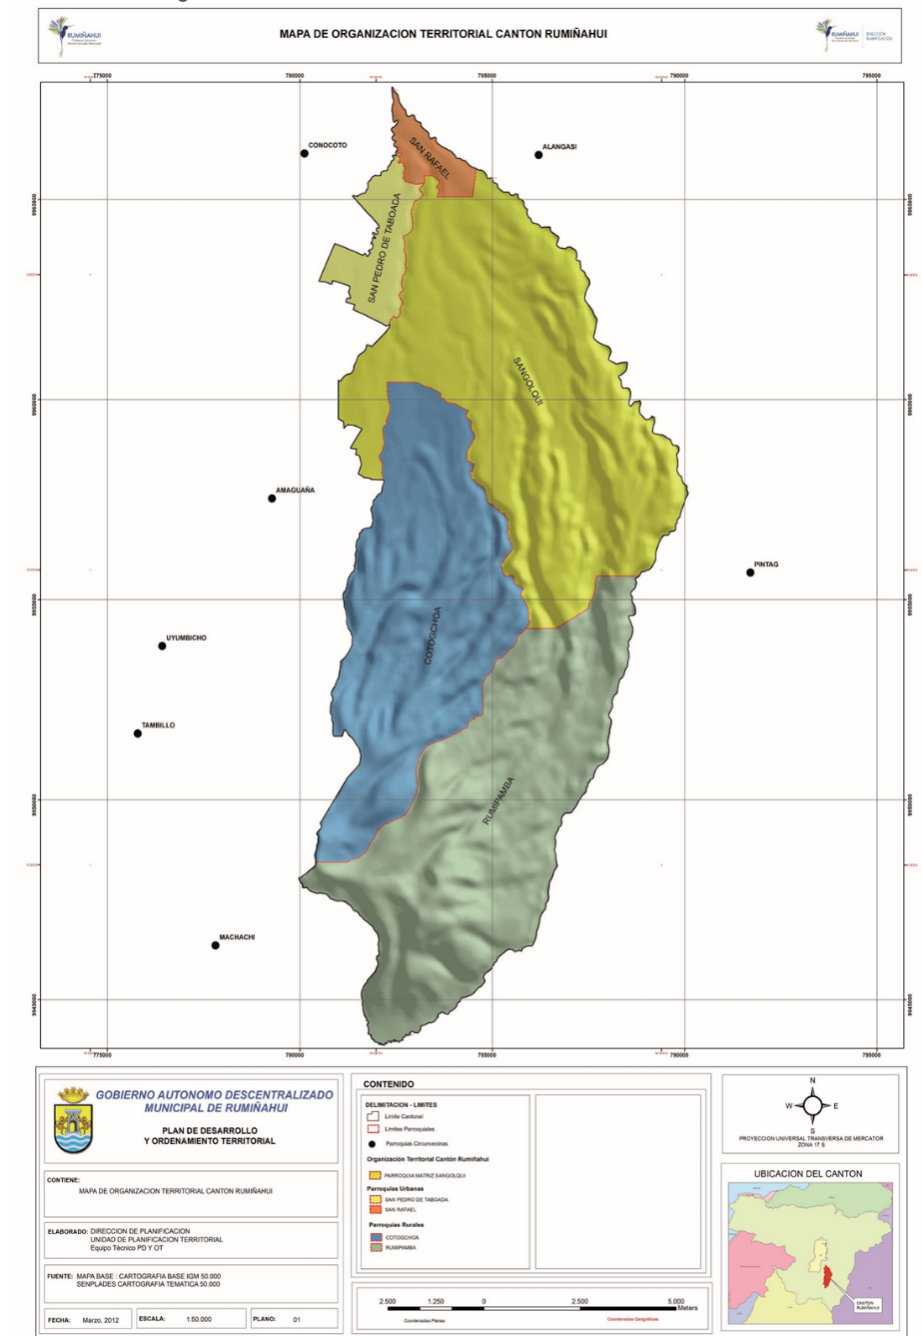 RUMIÑAHUI
MAPA DE ORGANIZACION TERRITORIAL CANTON RUMIÑAHUI
RUMIÑAHUI
DIRECCIÓN
PLANIFICACIÓN
775000 780000 785000 790000 795000
CONOCOTO
ALANGASI
SAN RAFAEL
SAN PEDRO DE TABOADA
SANGOLQUI
AMAGUAÑA
PINTAG
COTOGCHOA
UYUMBICHO
TAMBILLO
RUMIPAMBA
MACHACHI
775000 780000 785000 790000 795000
GOBIERNO AUTONOMO DESCENTRALIZADO
MUNICIPAL DE RUMIÑAHUI
PLAN DE DESARROLLO
Y ORDENAMIENTO TERRITORIAL
CONTIENE:
MAPA DE ORGANIZACION TERRITORIAL CANTON RUMIÑAHUI
ELABORADO: DIRECCION DE PLANIFICACION
UNIDAD DE PLANIFICACION TERRITORIAL
Equipo Técnico PD Y OT
FUENTE: MAPA BASE : CARTOGRAFIA BASE IGM 50.000
SENPLADES CARTOGRAFIA TEMATICA 50.000
FECHA: Marzo, 2012 ESCALA: 1:50.000 PLANO: 01
CONTENIDO
DELIMITACION - LIMITES
Límite Cantonal
Límites Parroquiales
Parroquias Circunvecinas
Organización Territorial Cantón Rumiñahui
PARROQUIA MATRIZ SANGOLQUI
Parroquias Urbanas
SAN PEDRO DE TABOADA
SAN RAFAEL
Parroquias Rurales
COTOGCHOA
RUMIPAMBA
2.500 1.250 0 2.500 5.000
Meters
Coordenadas Planas
Coordenadas Geográficas
N
W E
S
PROYECCION UNIVERSAL TRANSVERSA DE MERCATOR
ZONA 17 S
UBICACION DEL CANTON
CANTON
RUMIÑAHUI